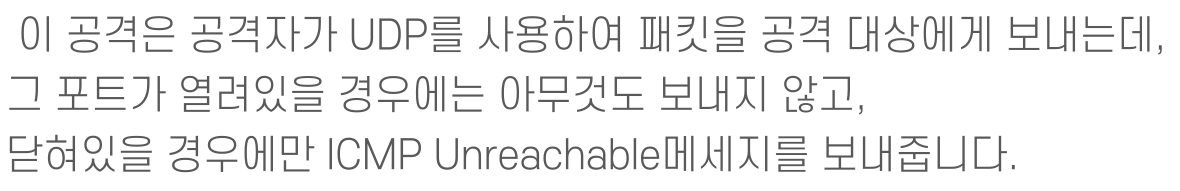 이 공격은 공격자가 UDP를 사용하여 패킷을 공격 대상에게 보내는데,
그 포트가 열려있을 경우에는 아무것도 보내지 않고,
닫혀있을 경우에만 ICMP Unreachable메세지를 보내줍니다.